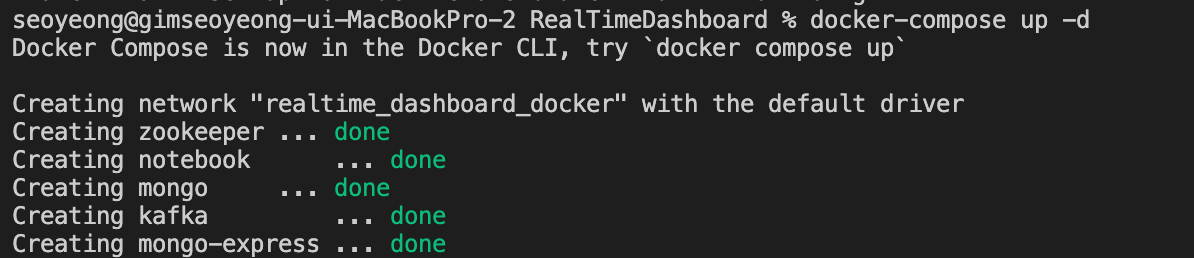 seoyeong@gimseoyeong-ui-MacBookPro-2 RealTimeDashboard % docker-compose up -d
Docker Compose is now in the Docker CLI, try `docker compose up`
Creating network "realtime_dashboard_docker" with the default driver
Creating zookeeper ... done
Creating notebook      ... done
Creating mongo     ... done
Creating kafka         ... done
Creating mongo-express ... done